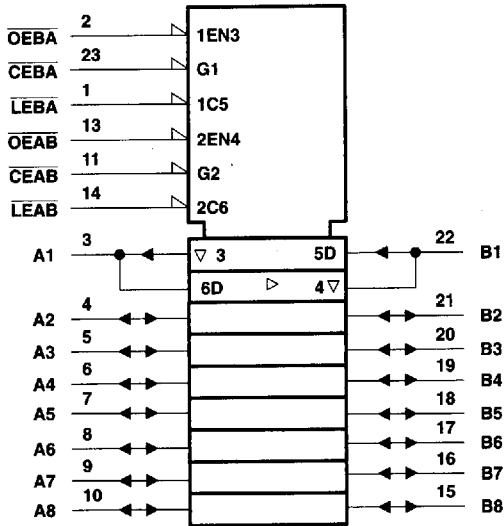 OEBA 2 1EN3
CEBA 23 G1
LEBA 1 1C5
OEAB 13 2EN4
CEAB 11 G2
LEAB 14 2C6
A1 3 ▽ 3 5D 22 B1
6D ▷ 4 ▽
A2 4 21 B2
A3 5 20 B3
A4 6 19 B4
A5 7 18 B5
A6 8 17 B6
A7 9 16 B7
A8 10 15 B8